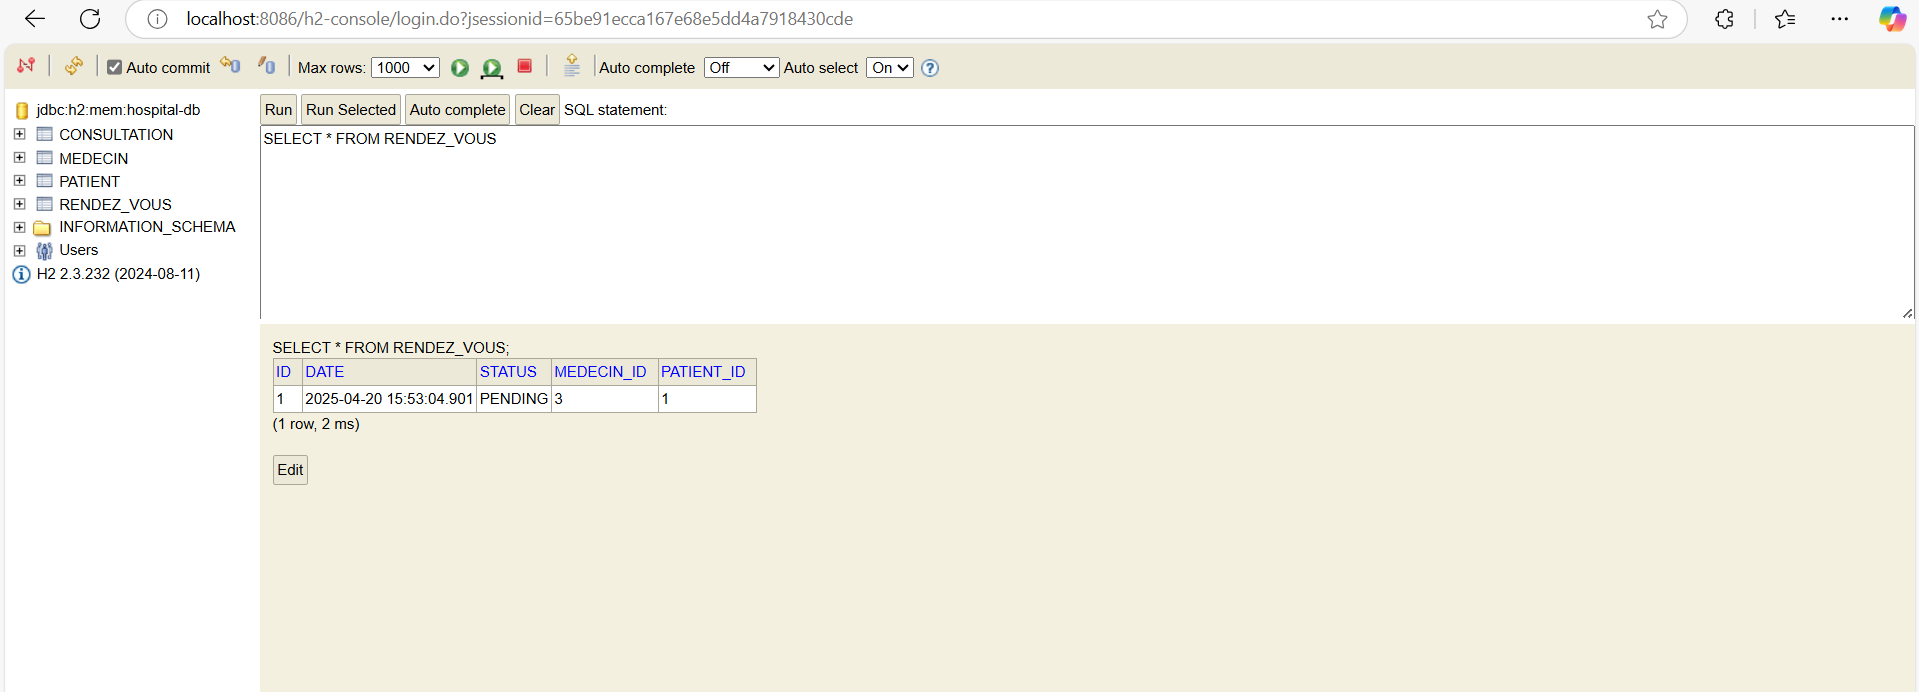 localhost:8086/h2-console/login.do?jsessionid=65be91ecca167e68e5dd4a7918430cde
Auto commit Max rows: 1000 Auto complete Off Auto select On ?
jdbc:h2:mem:hospital-db
CONSULTATION
MEDECIN
PATIENT
RENDEZ_VOUS
INFORMATION_SCHEMA
Users
H2 2.3.232 (2024-08-11)
Run Run Selected Auto complete Clear SQL statement:
SELECT * FROM RENDEZ_VOUS
SELECT * FROM RENDEZ_VOUS;
ID DATE STATUS MEDECIN_ID PATIENT_ID
1 2025-04-20 15:53:04.901 PENDING 3 1
(1 row, 2 ms)
Edit